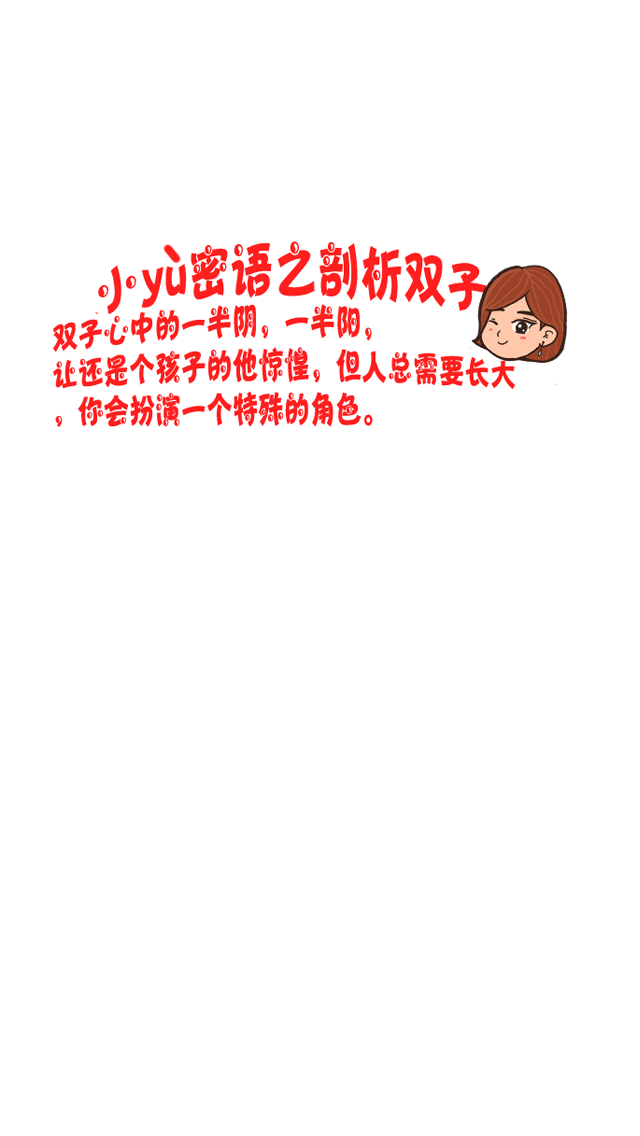 小yù密语之剖析双子
双子心中的一半阴，一半阳，
让还是个孩子的他惊惶，但人总需要长大
，你会扮演一个特殊的角色。